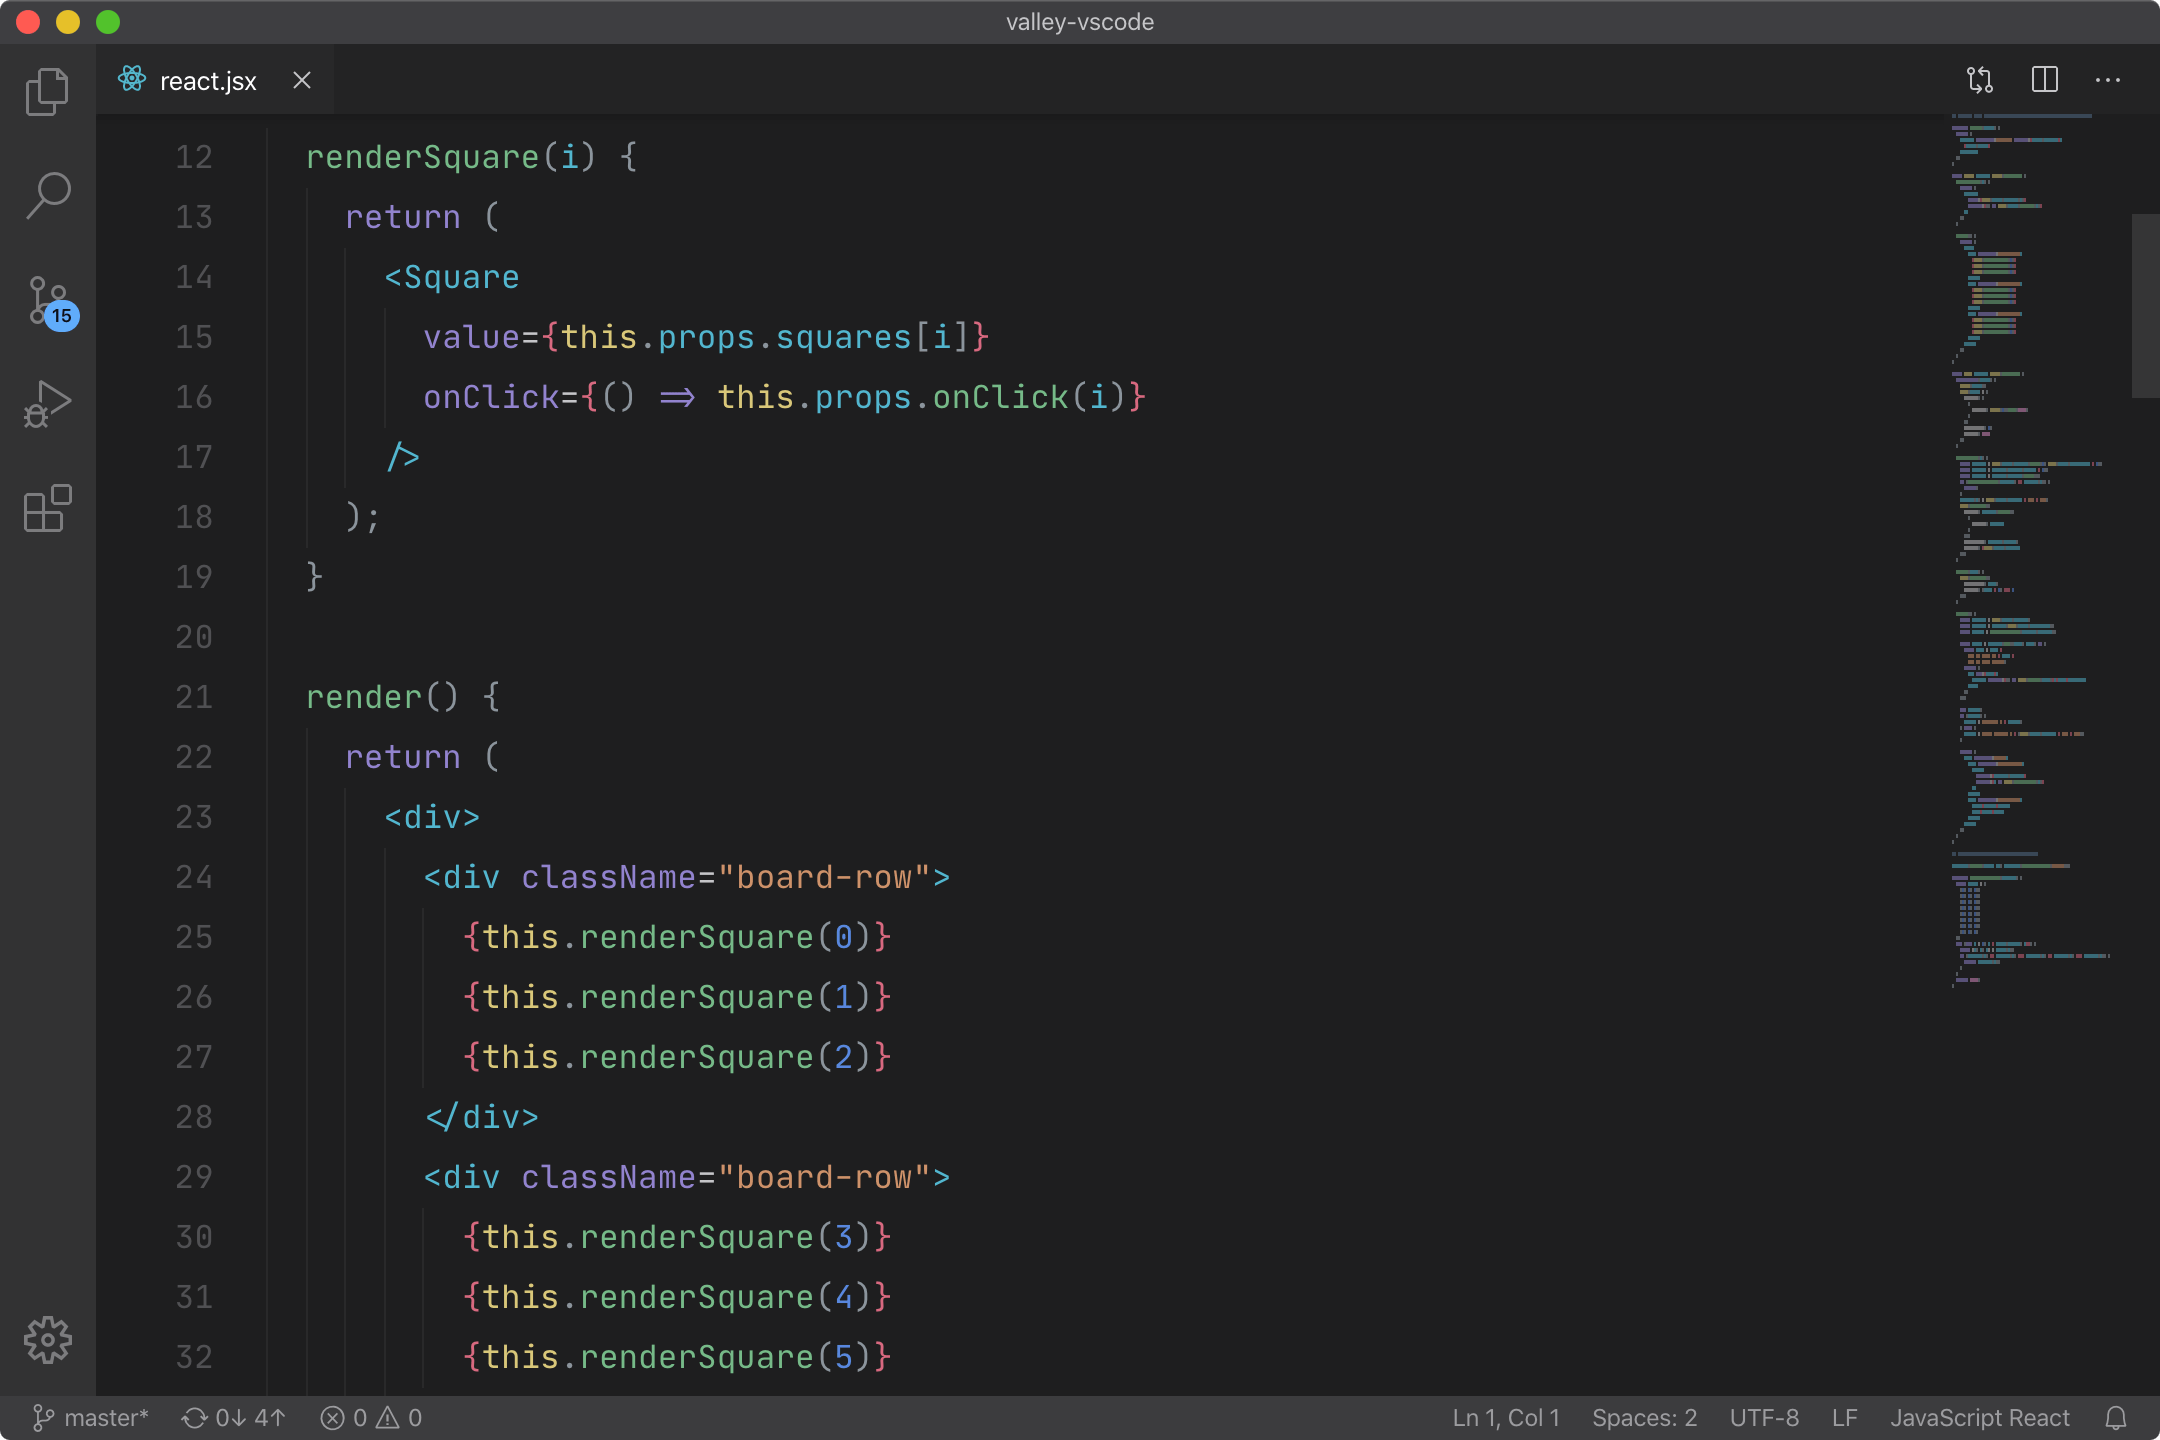 valley-vscode
react.jsx
12 renderSquare(i) {
13 return (
14 <Square
15 value={this.props.squares[i]}
16 onClick={() => this.props.onClick(i)}
17 />
18 );
19 }
20
21 render() {
22 return (
23 <div>
24 <div className="board-row">
25 {this.renderSquare(0)}
26 {this.renderSquare(1)}
27 {this.renderSquare(2)}
28 </div>
29 <div className="board-row">
30 {this.renderSquare(3)}
31 {this.renderSquare(4)}
32 {this.renderSquare(5)}
15
master* 0↓ 4↑ 0 0 Ln 1, Col 1 Spaces: 2 UTF-8 LF JavaScript React